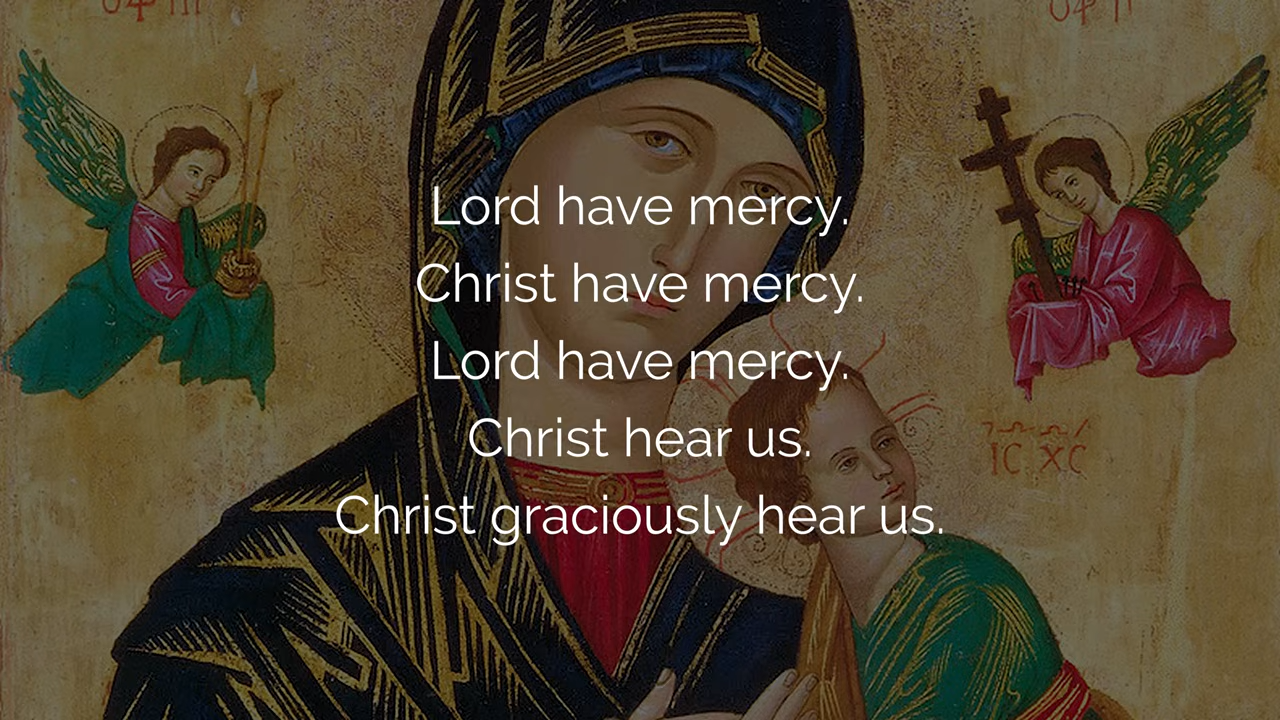 Lord have mercy.
Christ have mercy.
Lord have mercy.
Christ hear us.
Christ graciously hear us.
IC XC